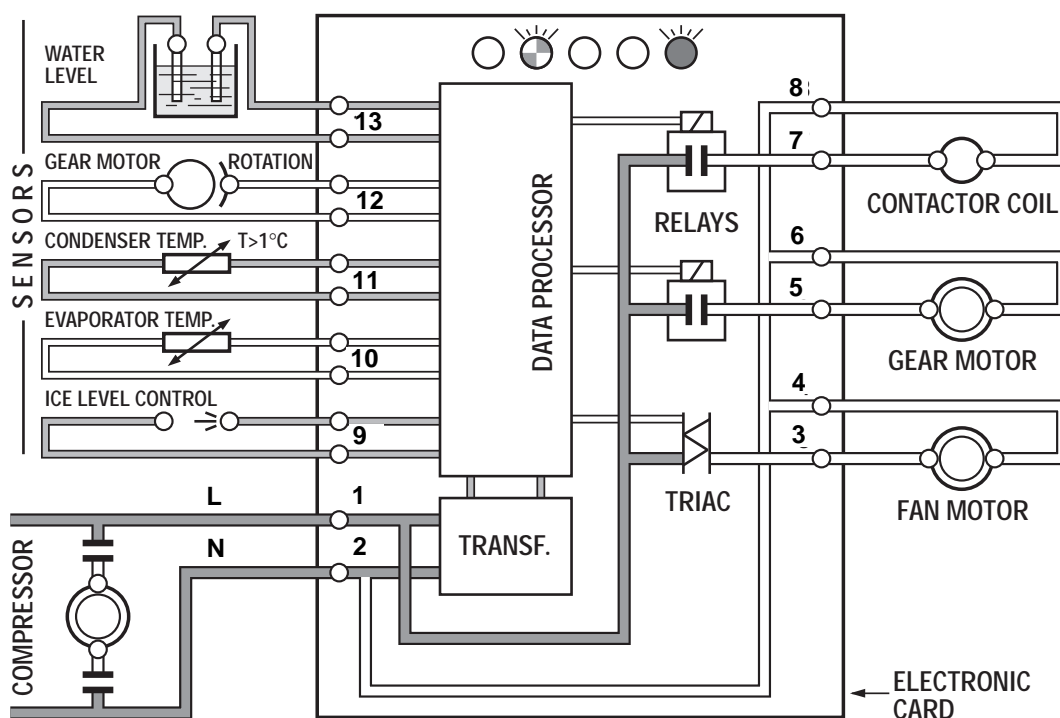 WATER
LEVEL
8
13
7
GEAR MOTOR
ROTATION
SENSORS
12
RELAYS
CONTACTOR COIL
CONDENSER TEMP.
T>1°C
DATA PROCESSOR
6
11
5
EVAPORATOR TEMP.
10
GEAR MOTOR
4
ICE LEVEL CONTROL
9
3
L
1
TRIAC
FAN MOTOR
N
2
TRANSF.
COMPRESSOR
ELECTRONIC
CARD